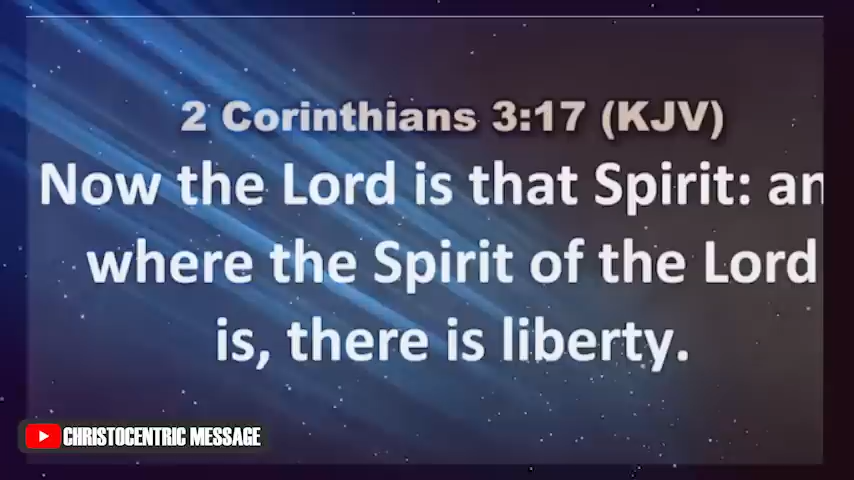 2 Corinthians 3:17 (KJV)
Now the Lord is that Spirit: an
where the Spirit of the Lord
is, there is liberty.
CHRISTOCENTRIC MESSAGE